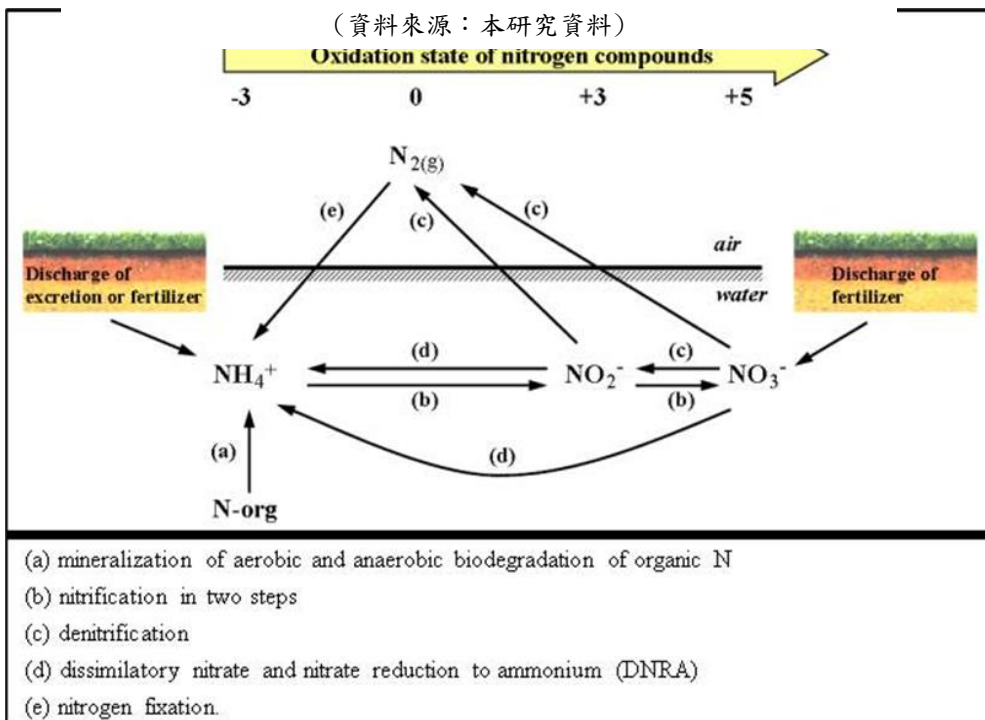 （資料來源：本研究資料）
Oxidation state of nitrogen compounds
-3 0 +3 +5
N2(g)
(e) (c) (c)
air
water
Discharge of
excretion or fertilizer
Discharge of
fertilizer
(d) (c)
NH4+ NO2- NO3-
(b) (b)
(a) (d)
N-org
(a) mineralization of aerobic and anaerobic biodegradation of organic N
(b) nitrification in two steps
(c) denitrification
(d) dissimilatory nitrate and nitrate reduction to ammonium (DNRA)
(e) nitrogen fixation.